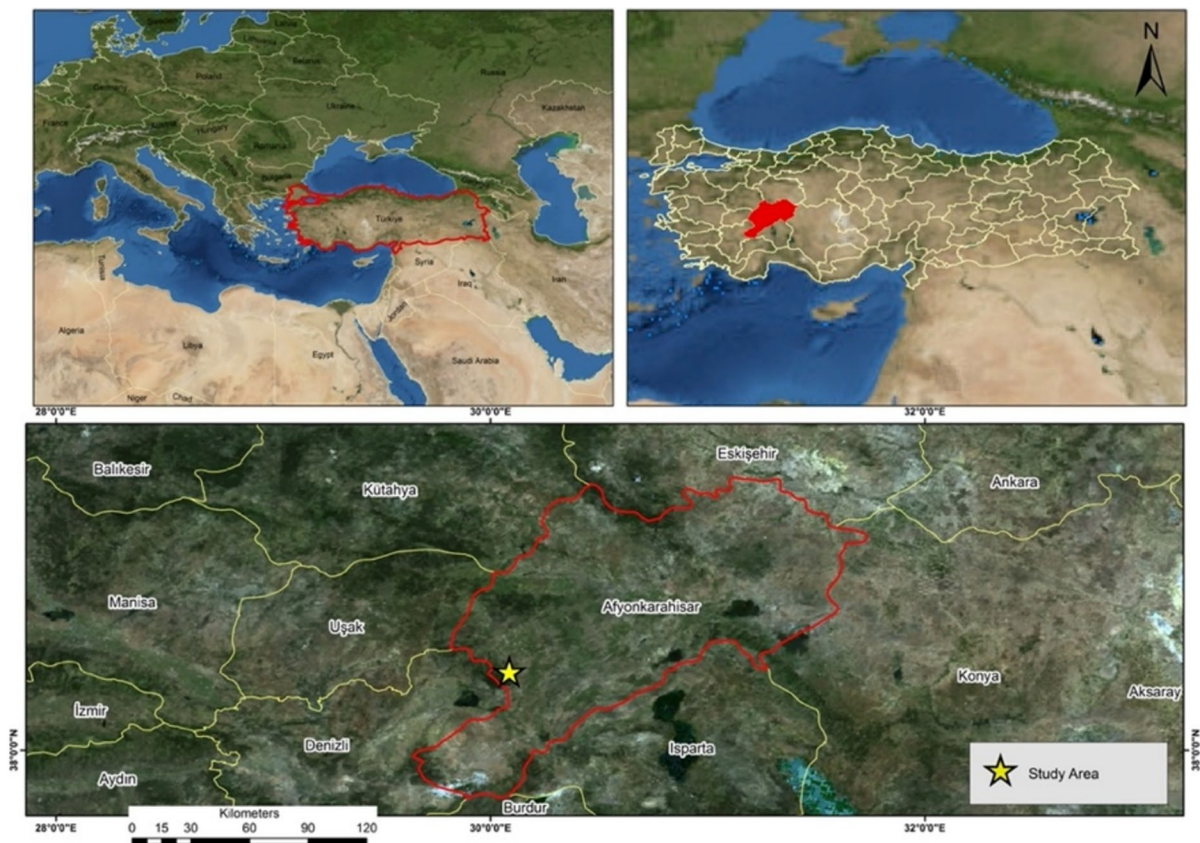 Lithuania
Belarus
Russia
Poland
Germany
Kazakhstan
Ukraine
France
Hungary
Romania
Türkiye
Tunisia
Syria
Iraq
Iran
Jordan
Algeria
Libya
Egypt
Saudi Arabia
Niger
Chad
N
28°0'0"E
30°0'0"E
32°0'0"E
Balıkesir
Kütahya
Eskişehir
Ankara
Manisa
Uşak
Afyonkarahisar
Konya
Aksaray
İzmir
Denizli
Isparta
Aydın
Burdur
38°0'0"N
38°0'0"N
Study Area
Kilometers
0 15 30 60 90 120
28°0'0"E
30°0'0"E
32°0'0"E